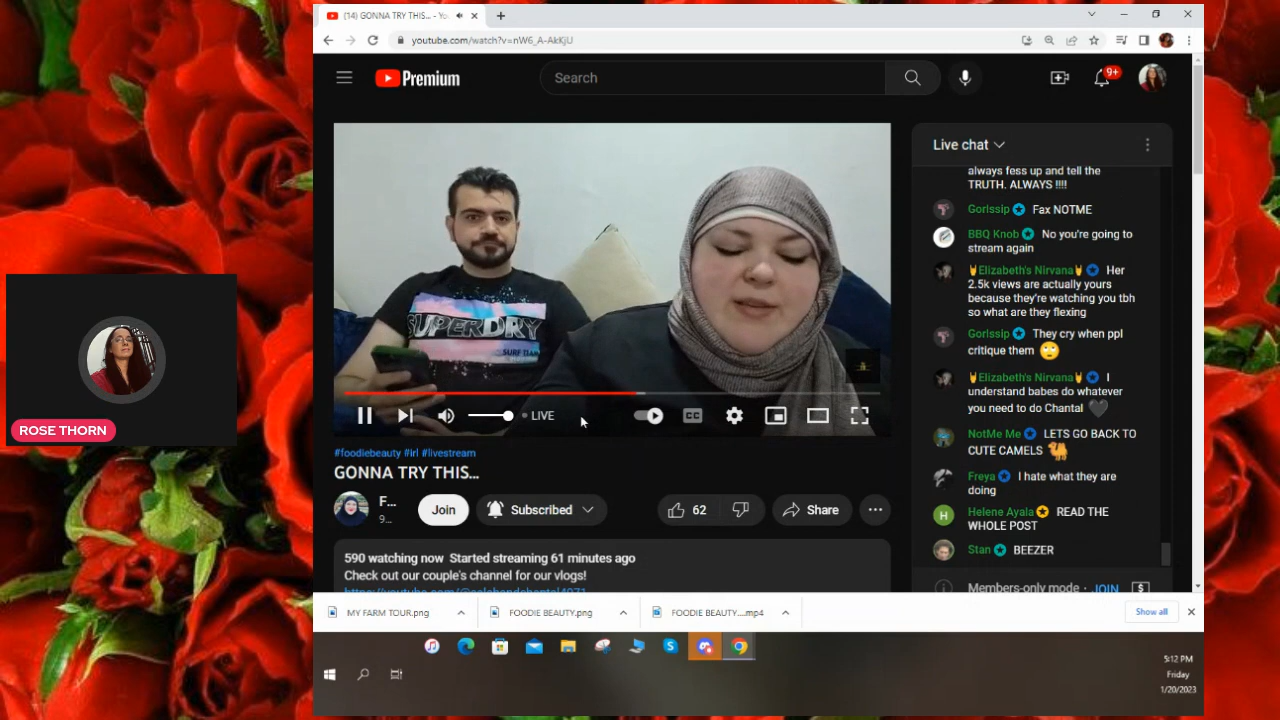 (14) GONNA TRY THIS... - Yo
youtube.com/watch?v=nW6_A-AkKjU
Premium
Search
9+
Live chat
always fess up and tell the
TRUTH. ALWAYS !!!!
Gorlssip Fax NOTME
BBQ Knob No you're going to
stream again
Elizabeth's Nirvana Her
2.5k views are actually yours
because they're watching you tbh
so what are they flexing
Gorlssip They cry when ppl
critique them
Elizabeth's Nirvana I
understand babes do whatever
you need to do Chantal
NotMe Me LETS GO BACK TO
CUTE CAMELS
Freya I hate what they are
doing
Helene Ayala READ THE
WHOLE POST
Stan BEEZER
Members-only mode · JOIN
SUPERDRY
SURF TEAM
LIVE
CC
ROSE THORN
#foodiebeauty #irl #livestream
GONNA TRY THIS...
F...
9...
Join
Subscribed
62
Share
590 watching now Started streaming 61 minutes ago
Check out our couple's channel for our vlogs!
MY FARM TOUR.png
FOODIE BEAUTY.png
FOODIE BEAUTY....mp4
Show all
5:12 PM
Friday
1/20/2023